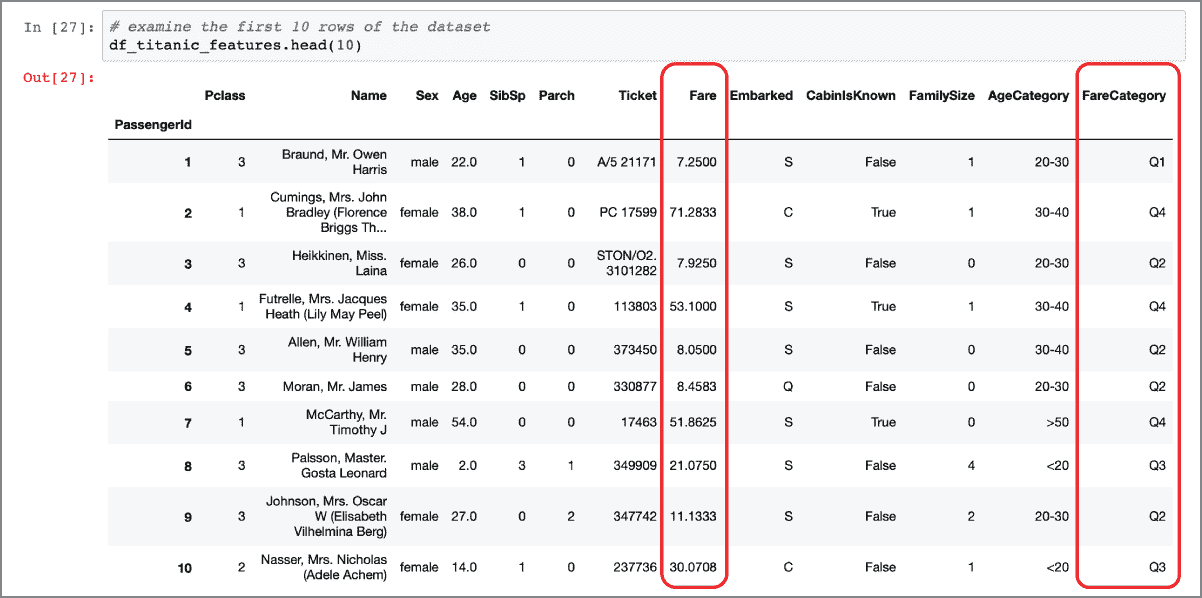 In [27]: # examine the first 10 rows of the dataset
df_titanic_features.head(10)
Out[27]:
Pclass Name Sex Age SibSp Parch Ticket Fare Embarked CabinIsKnown FamilySize AgeCategory FareCategory
PassengerId
1 3 Braund, Mr. Owen Harris male 22.0 1 0 A/5 21171 7.2500 S False 1 20-30 Q1
2 1 Cumings, Mrs. John Bradley (Florence Briggs Th... female 38.0 1 0 PC 17599 71.2833 C True 1 30-40 Q4
3 3 Heikkinen, Miss. Laina female 26.0 0 0 STON/O2. 3101282 7.9250 S False 0 20-30 Q2
4 1 Futrelle, Mrs. Jacques Heath (Lily May Peel) female 35.0 1 0 113803 53.1000 S True 1 30-40 Q4
5 3 Allen, Mr. William Henry male 35.0 0 0 373450 8.0500 S False 0 30-40 Q2
6 3 Moran, Mr. James male 28.0 0 0 330877 8.4583 Q False 0 20-30 Q2
7 1 McCarthy, Mr. Timothy J male 54.0 0 0 17463 51.8625 S True 0 >50 Q4
8 3 Palsson, Master. Gosta Leonard male 2.0 3 1 349909 21.0750 S False 4 <20 Q3
9 3 Johnson, Mrs. Oscar W (Elisabeth Vilhelmina Berg) female 27.0 0 2 347742 11.1333 S False 2 20-30 Q2
10 2 Nasser, Mrs. Nicholas (Adele Achem) female 14.0 1 0 237736 30.0708 C False 1 <20 Q3